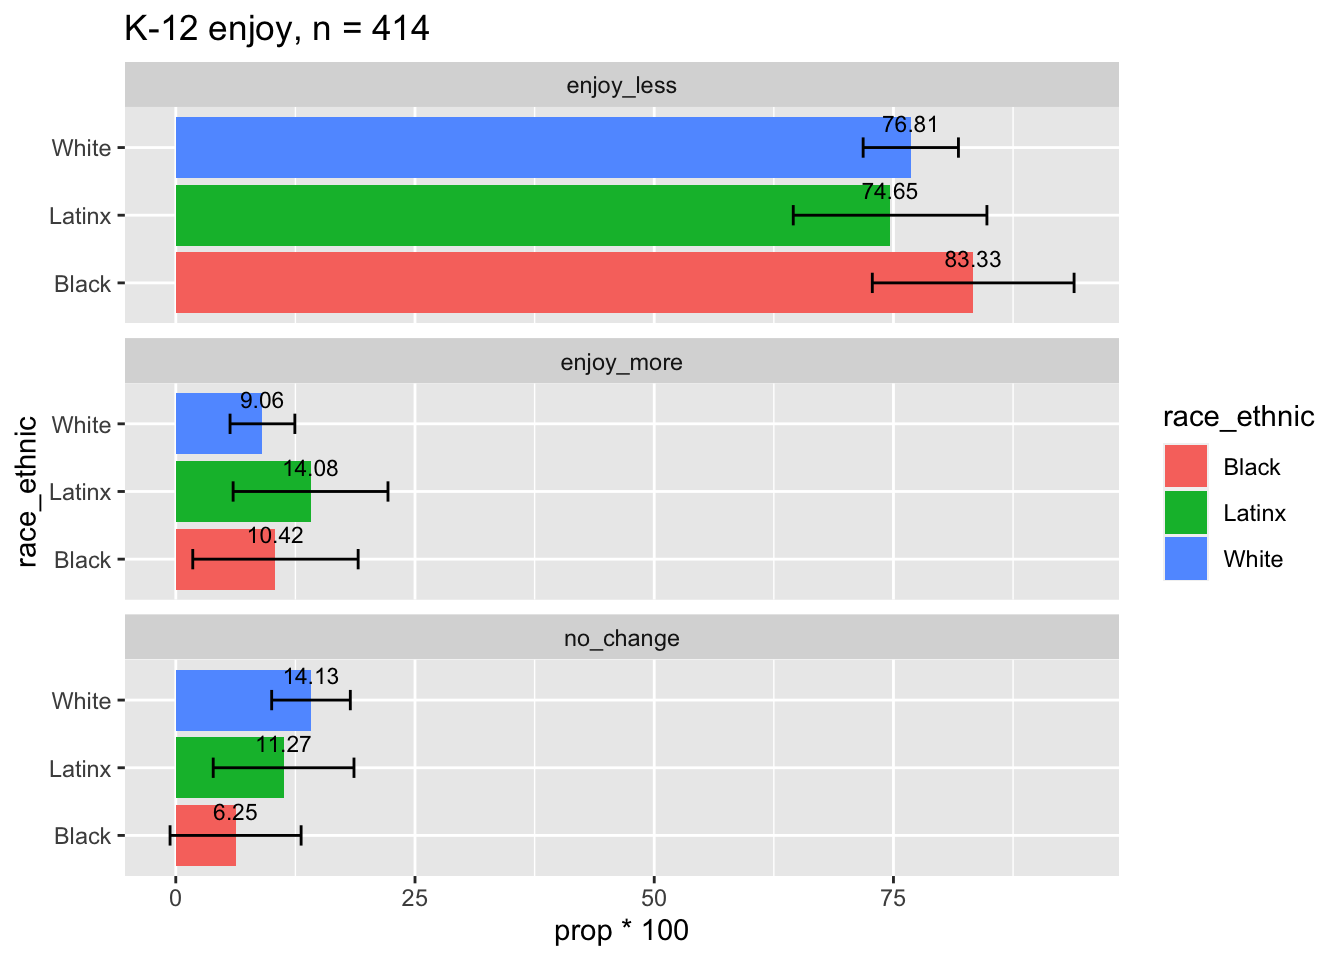 K-12 enjoy, n = 414
enjoy_less
White
76.81
Latinx
74.65
Black
83.33
enjoy_more
White
9.06
Latinx
14.08
Black
10.42
no_change
White
14.13
Latinx
11.27
Black
6.25
0
25
50
75
prop * 100
race_ethnic
race_ethnic
Black
Latinx
White